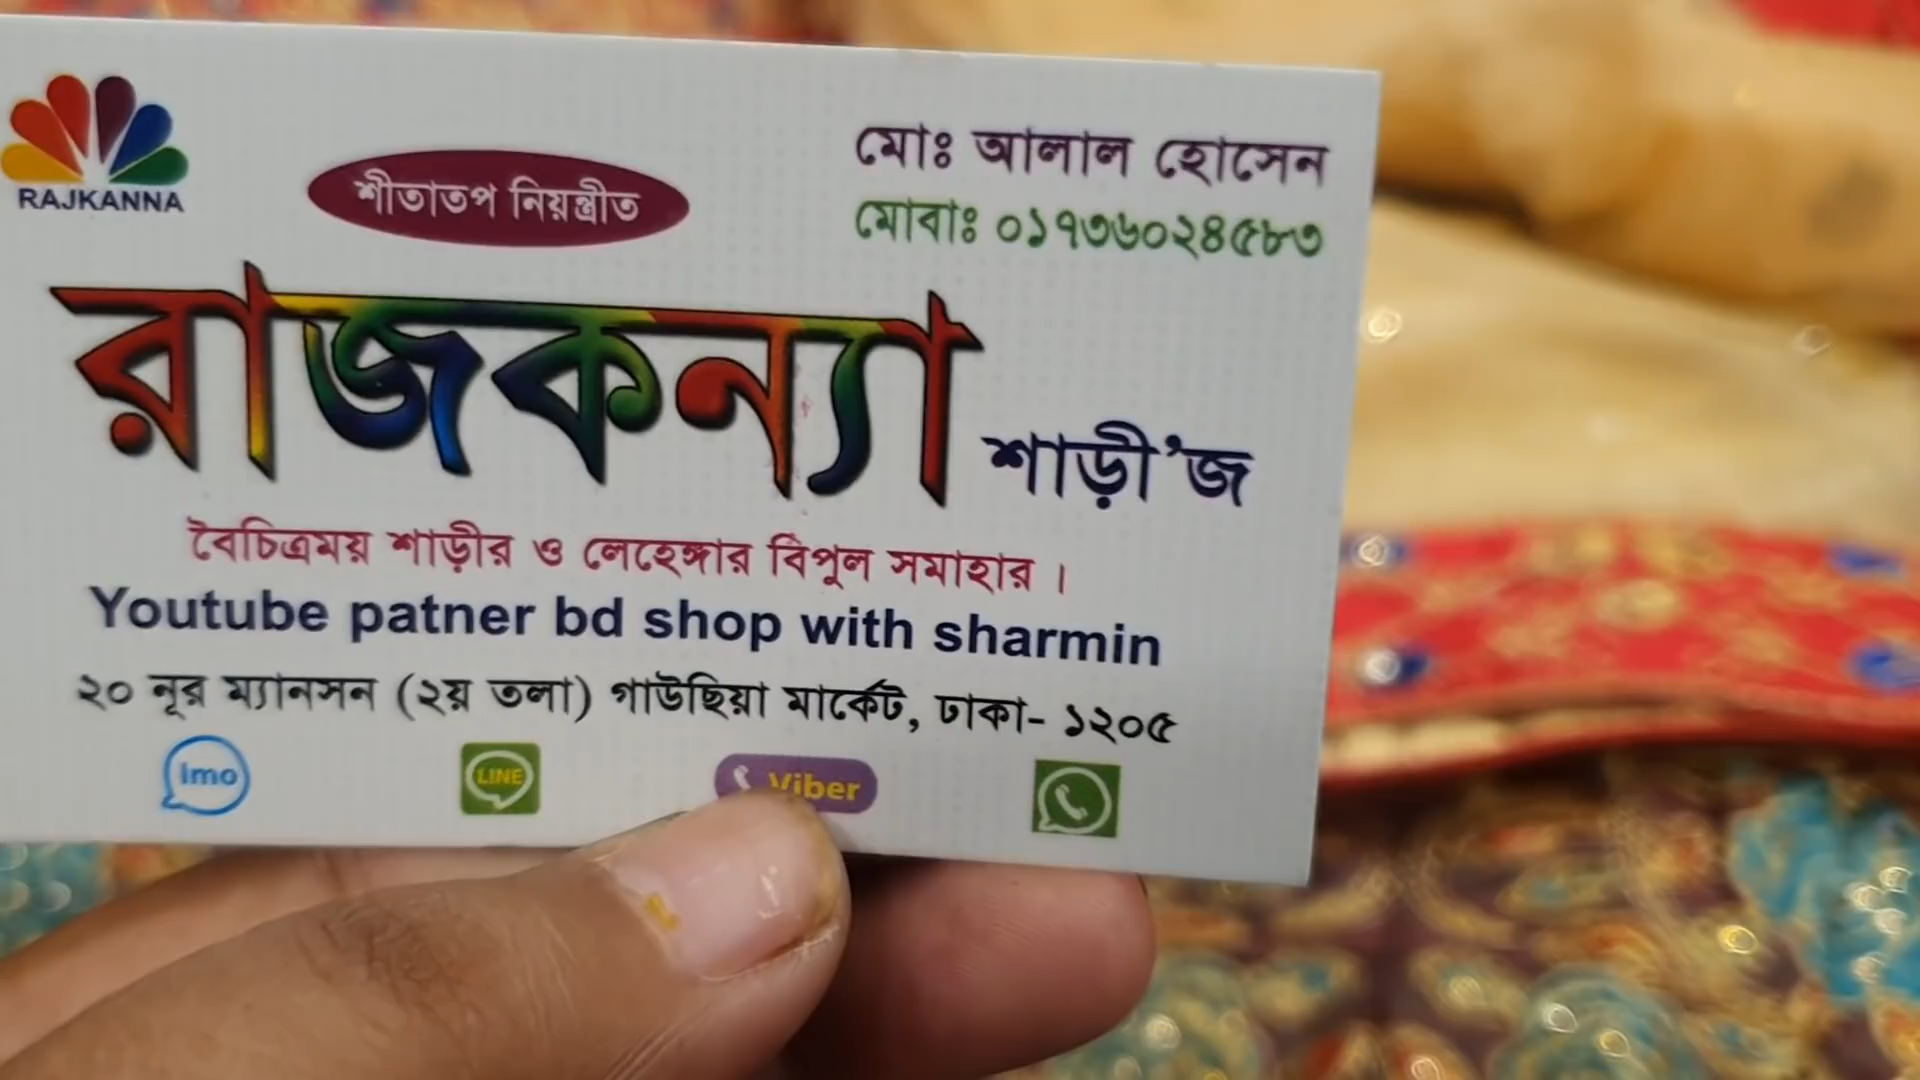 RAJKANNA
শীতাতপ নিয়ন্ত্রীত
মোঃ আলাল হোসেন
মোবাঃ ০১৭৩৬০২৪৫৮৩
রাজকন্যা শাড়ী’জ
বৈচিত্রময় শাড়ীর ও লেহেঙ্গার বিপুল সমাহার ।
Youtube patner bd shop with sharmin
২০ নূর ম্যানসন (২য় তলা) গাউছিয়া মার্কেট, ঢাকা- ১২০৫
imo LINE Viber